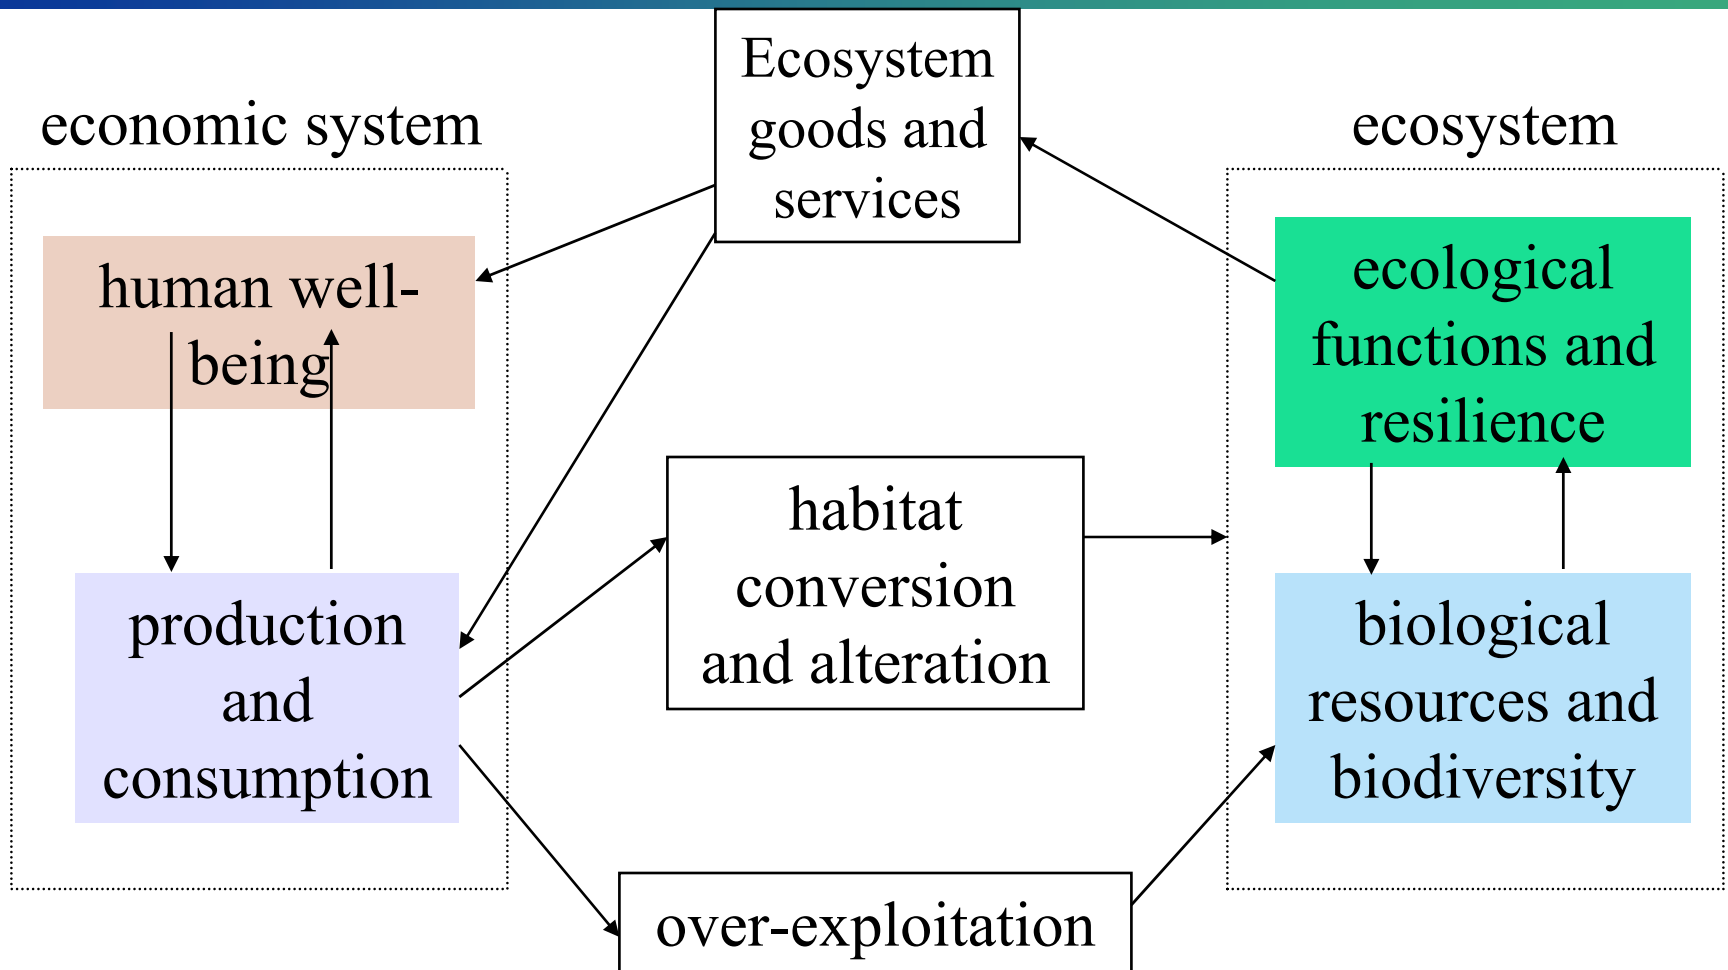 Ecosystem
goods and
services
economic system
ecosystem
human well-
being
ecological
functions and
resilience
habitat
conversion
and alteration
production
and
consumption
biological
resources and
biodiversity
over-exploitation